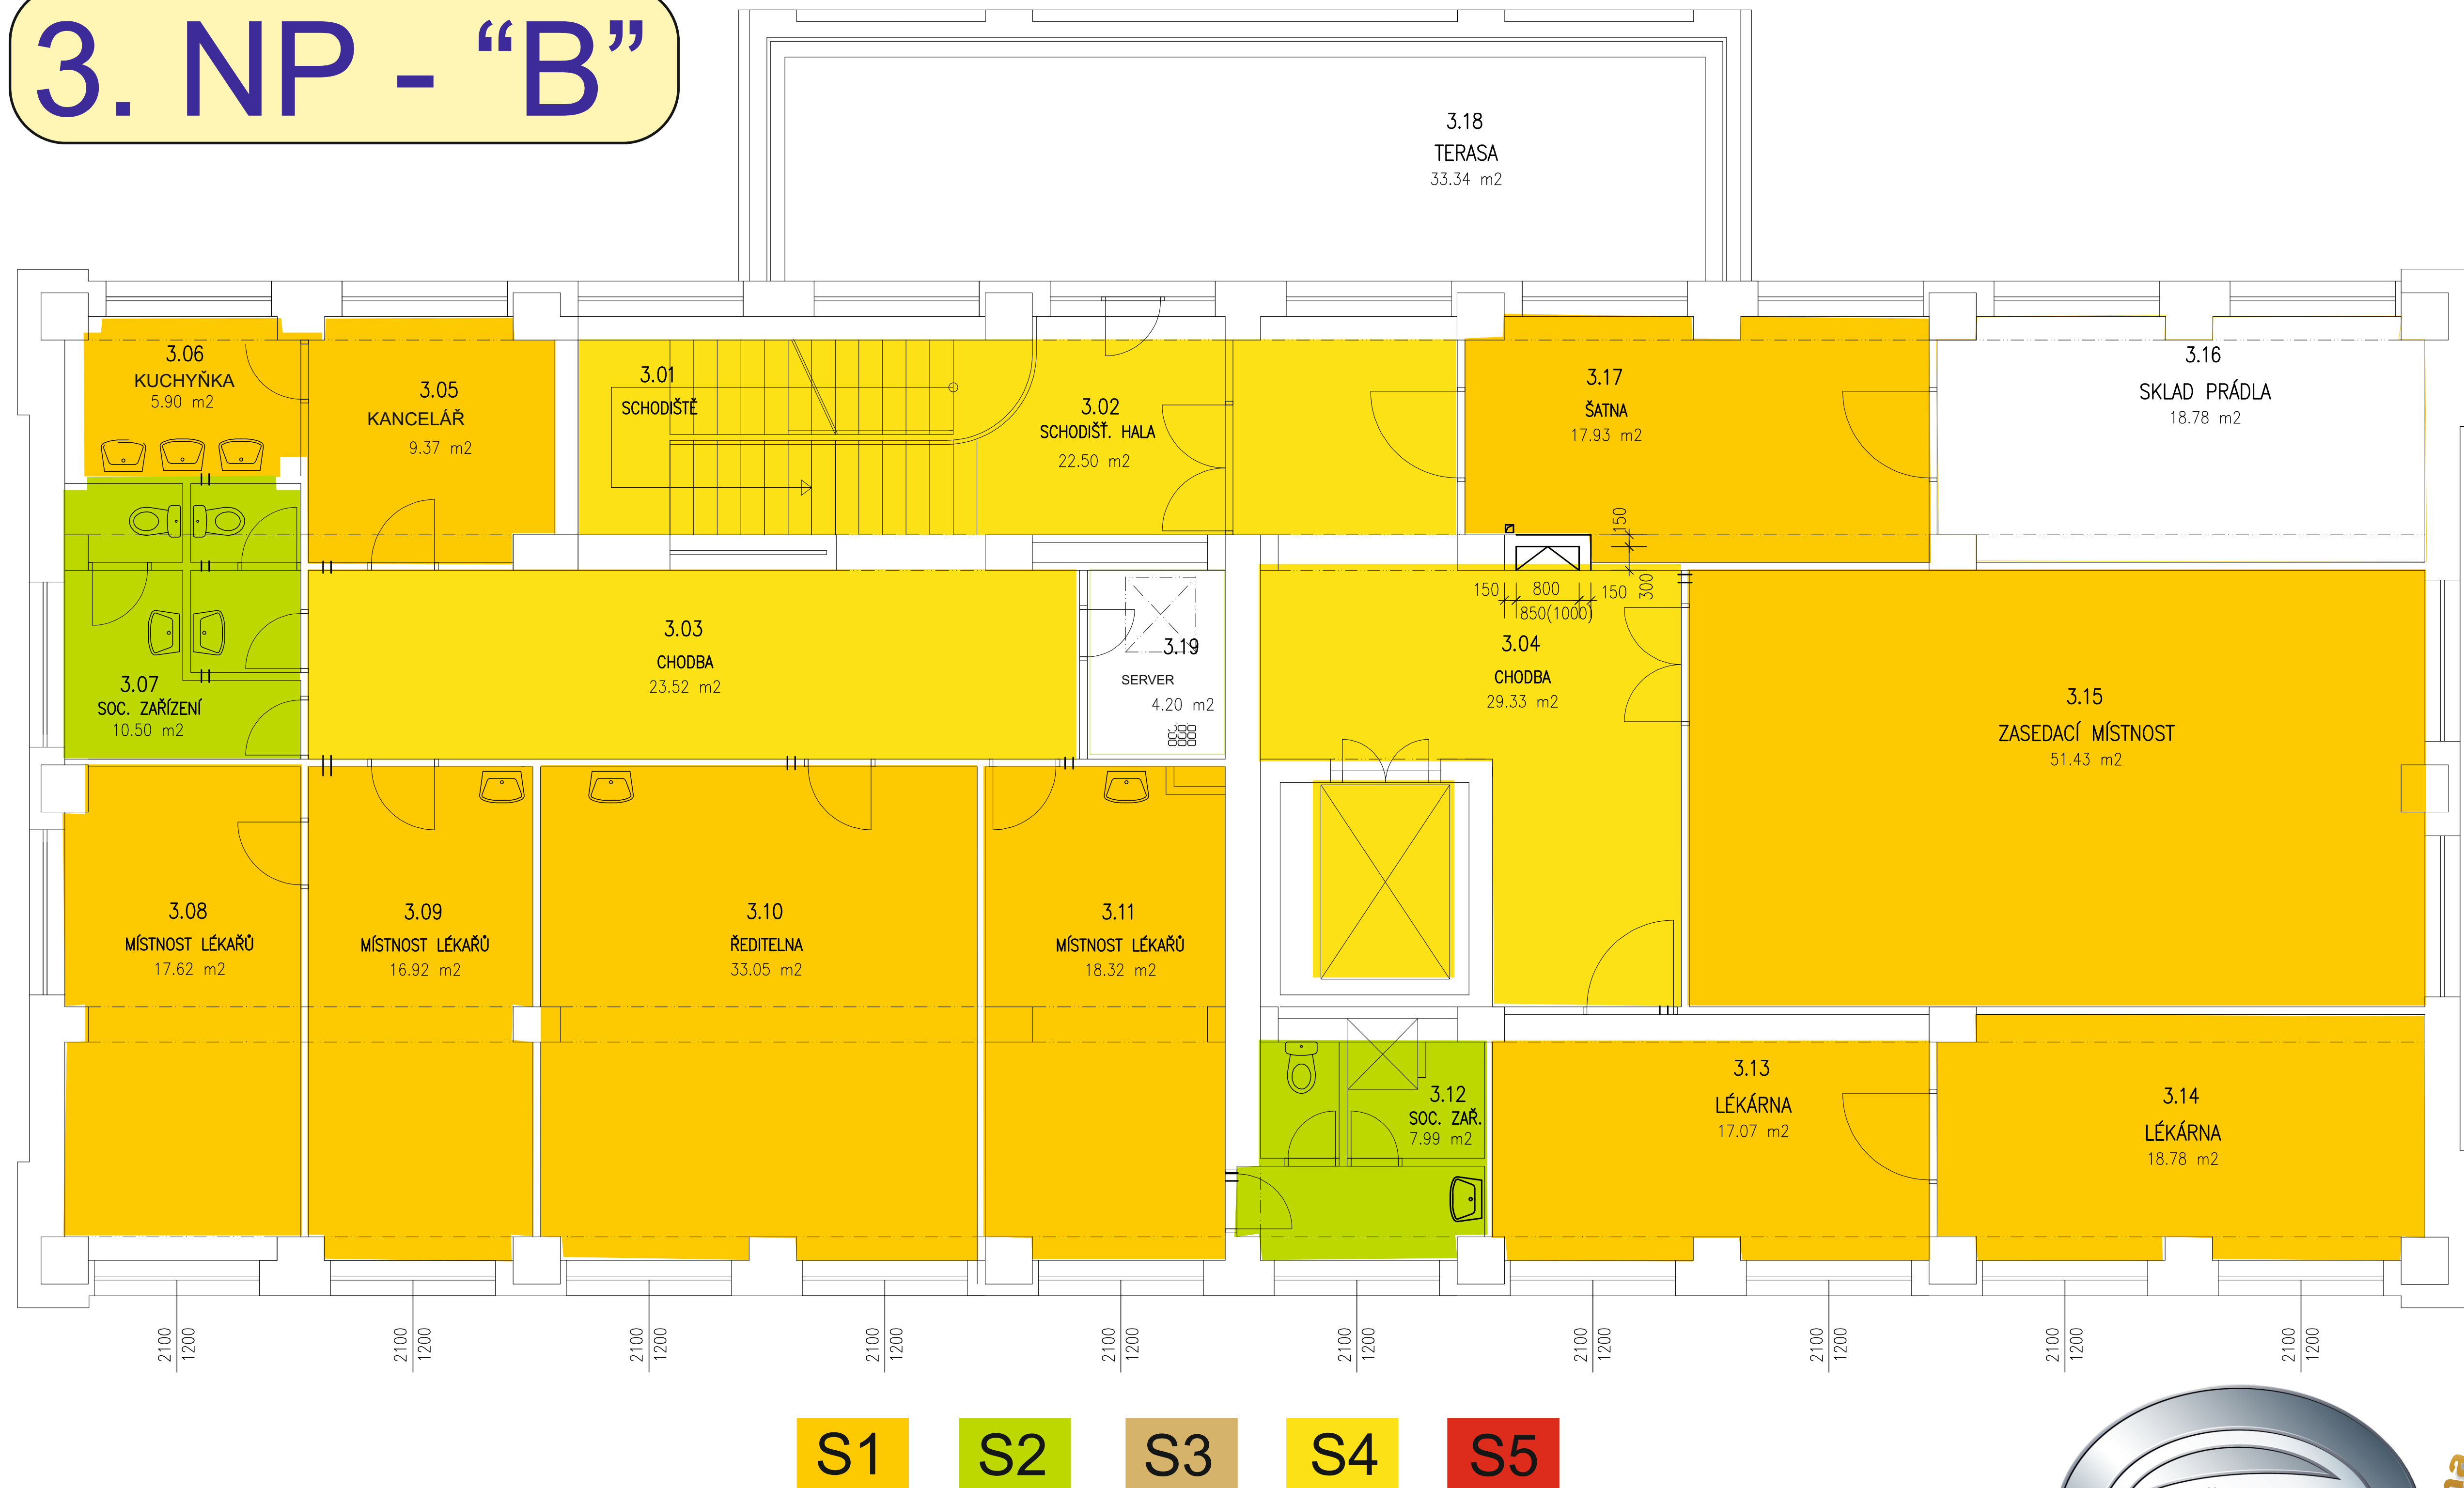 3. NP - “B”
3.18
TERASA
33.34 m2
3.06
KUCHYŇKA
5.90 m2
3.05
KANCELÁŘ
9.37 m2
3.01
SCHODIŠTĚ
3.02
SCHODIŠŤ. HALA
22.50 m2
3.17
ŠATNA
17.93 m2
3.16
SKLAD PRÁDLA
18.78 m2
150
150
800
150
300
850(1000)
3.07
SOC. ZAŘÍZENÍ
10.50 m2
3.03
CHODBA
23.52 m2
3.19
SERVER
4.20 m2
3.04
CHODBA
29.33 m2
3.15
ZASEDACÍ MÍSTNOST
51.43 m2
3.08
MÍSTNOST LÉKAŘŮ
17.62 m2
3.09
MÍSTNOST LÉKAŘŮ
16.92 m2
3.10
ŘEDITELNA
33.05 m2
3.11
MÍSTNOST LÉKAŘŮ
18.32 m2
3.12
SOC. ZAŘ.
7.99 m2
3.13
LÉKÁRNA
17.07 m2
3.14
LÉKÁRNA
18.78 m2
2100
1200
2100
1200
2100
1200
2100
1200
2100
1200
2100
1200
2100
1200
2100
1200
2100
1200
2100
1200
S1
S2
S3
S4
S5